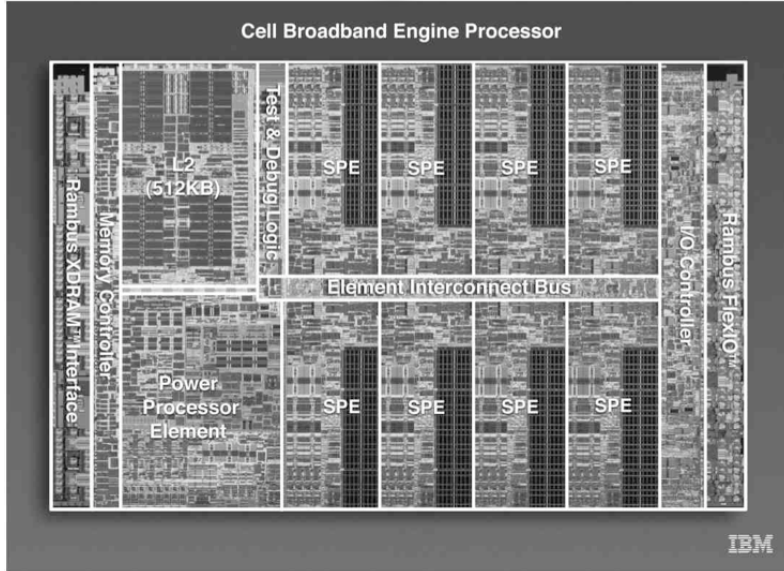 Cell Broadband Engine Processor
Rambus XDRAM™ Interface
Memory Controller
L2
(512KB)
Test & Debug Logic
SPE
SPE
SPE
SPE
I/O Controller
Rambus FlexIO™
Element Interconnect Bus
Power
Processor
Element
SPE
SPE
SPE
SPE
IBM